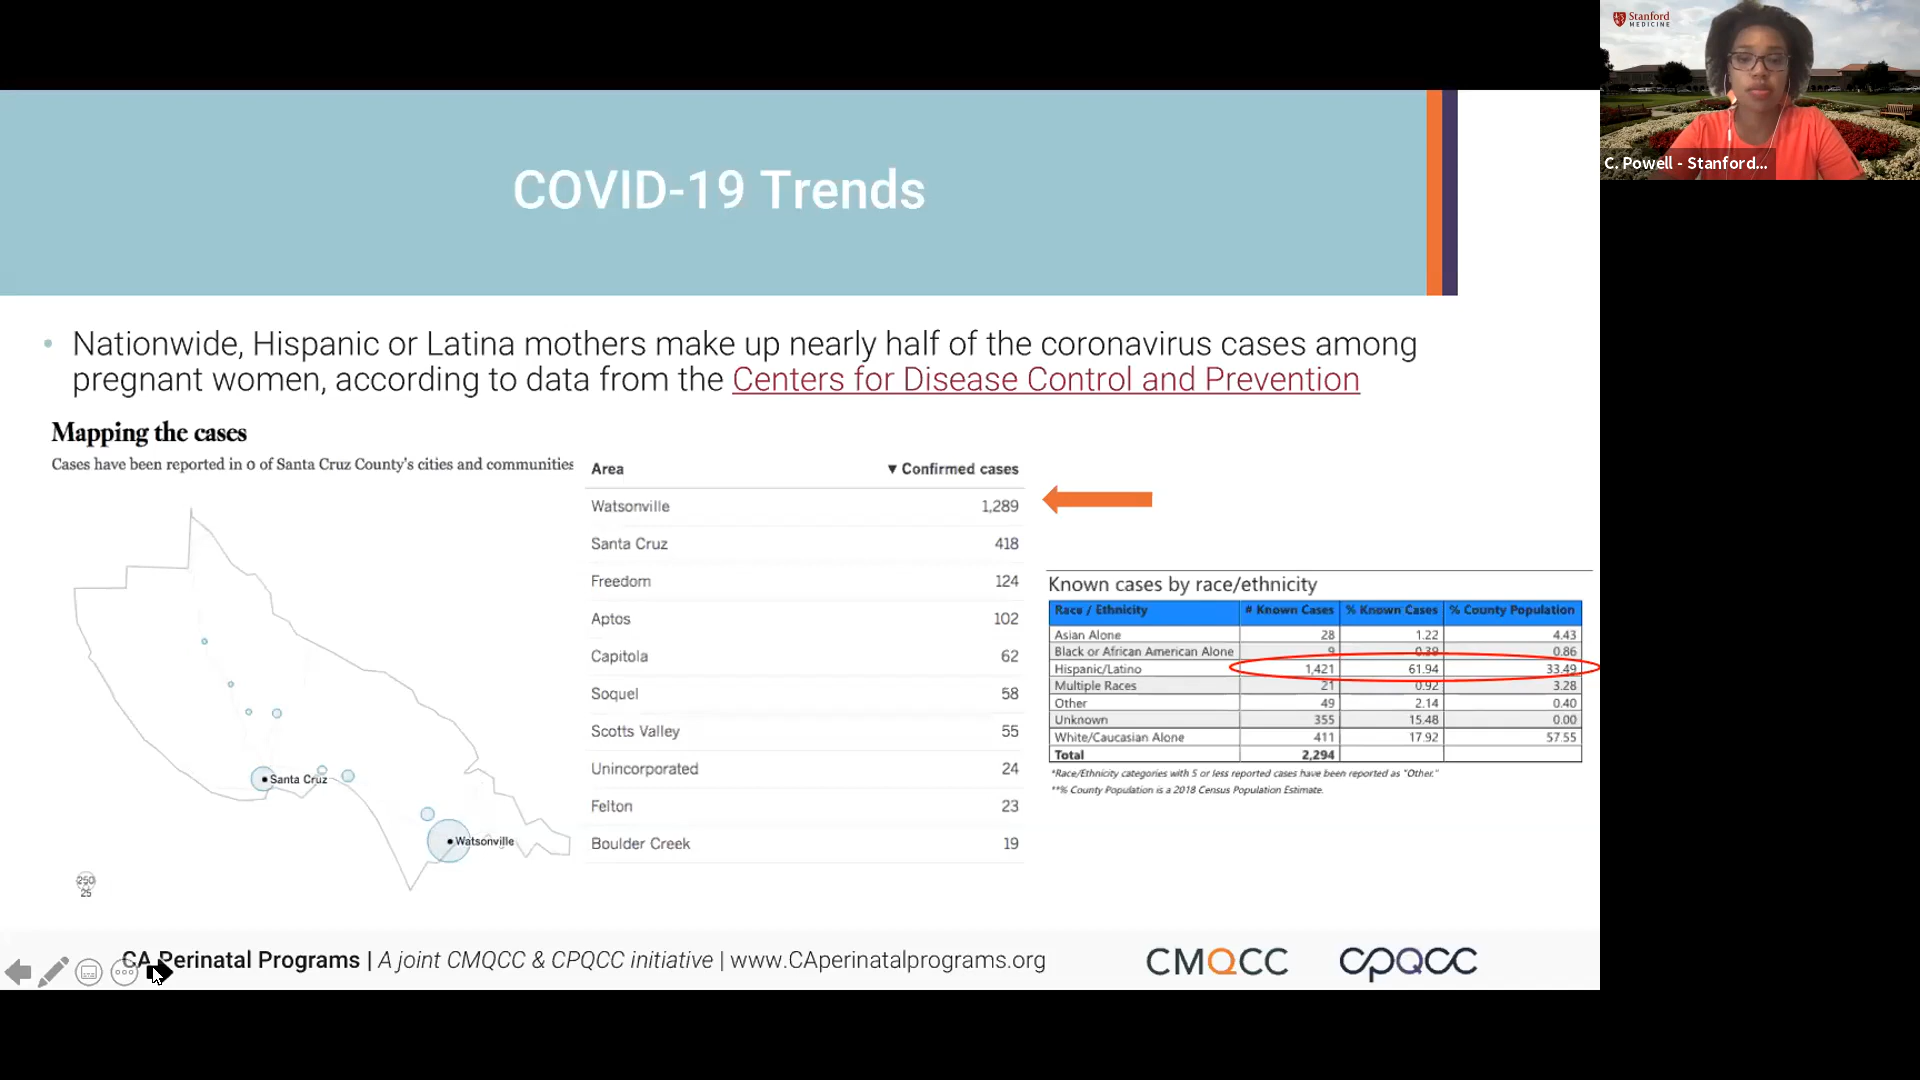 Stanford
MEDICINE
C. Powell - Stanford...
COVID-19 Trends
• Nationwide, Hispanic or Latina mothers make up nearly half of the coronavirus cases among
pregnant women, according to data from the Centers for Disease Control and Prevention
Mapping the cases
Cases have been reported in 0 of Santa Cruz County's cities and communities
Santa Cruz
Watsonville
250
25
Area ▼ Confirmed cases
Watsonville 1,289
Santa Cruz 418
Freedom 124
Aptos 102
Capitola 62
Soquel 58
Scotts Valley 55
Unincorporated 24
Felton 23
Boulder Creek 19
Known cases by race/ethnicity
Race / Ethnicity # Known Cases % Known Cases % County Population
Asian Alone 28 1.22 4.43
Black or African American Alone 9 0.39 0.86
Hispanic/Latino 1,421 61.94 33.49
Multiple Races 21 0.92 3.28
Other 49 2.14 0.40
Unknown 355 15.48 0.00
White/Caucasian Alone 411 17.92 57.55
Total 2,294
*Race/Ethnicity categories with 5 or less reported cases have been reported as "Other."
**% County Population is a 2018 Census Population Estimate.
CA Perinatal Programs | A joint CMQCC & CPQCC initiative | www.CAperinatalprograms.org
CMQCC
CPQCC